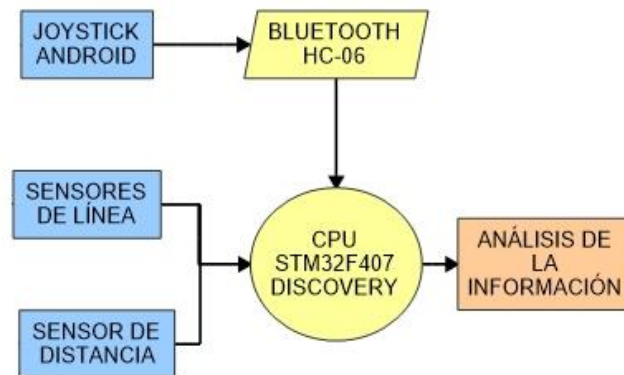 JOYSTICK
ANDROID
BLUETOOTH
HC-06
SENSORES
DE LÍNEA
CPU
STM32F407
DISCOVERY
ANÁLISIS DE
LA
INFORMACIÓN
SENSOR DE
DISTANCIA